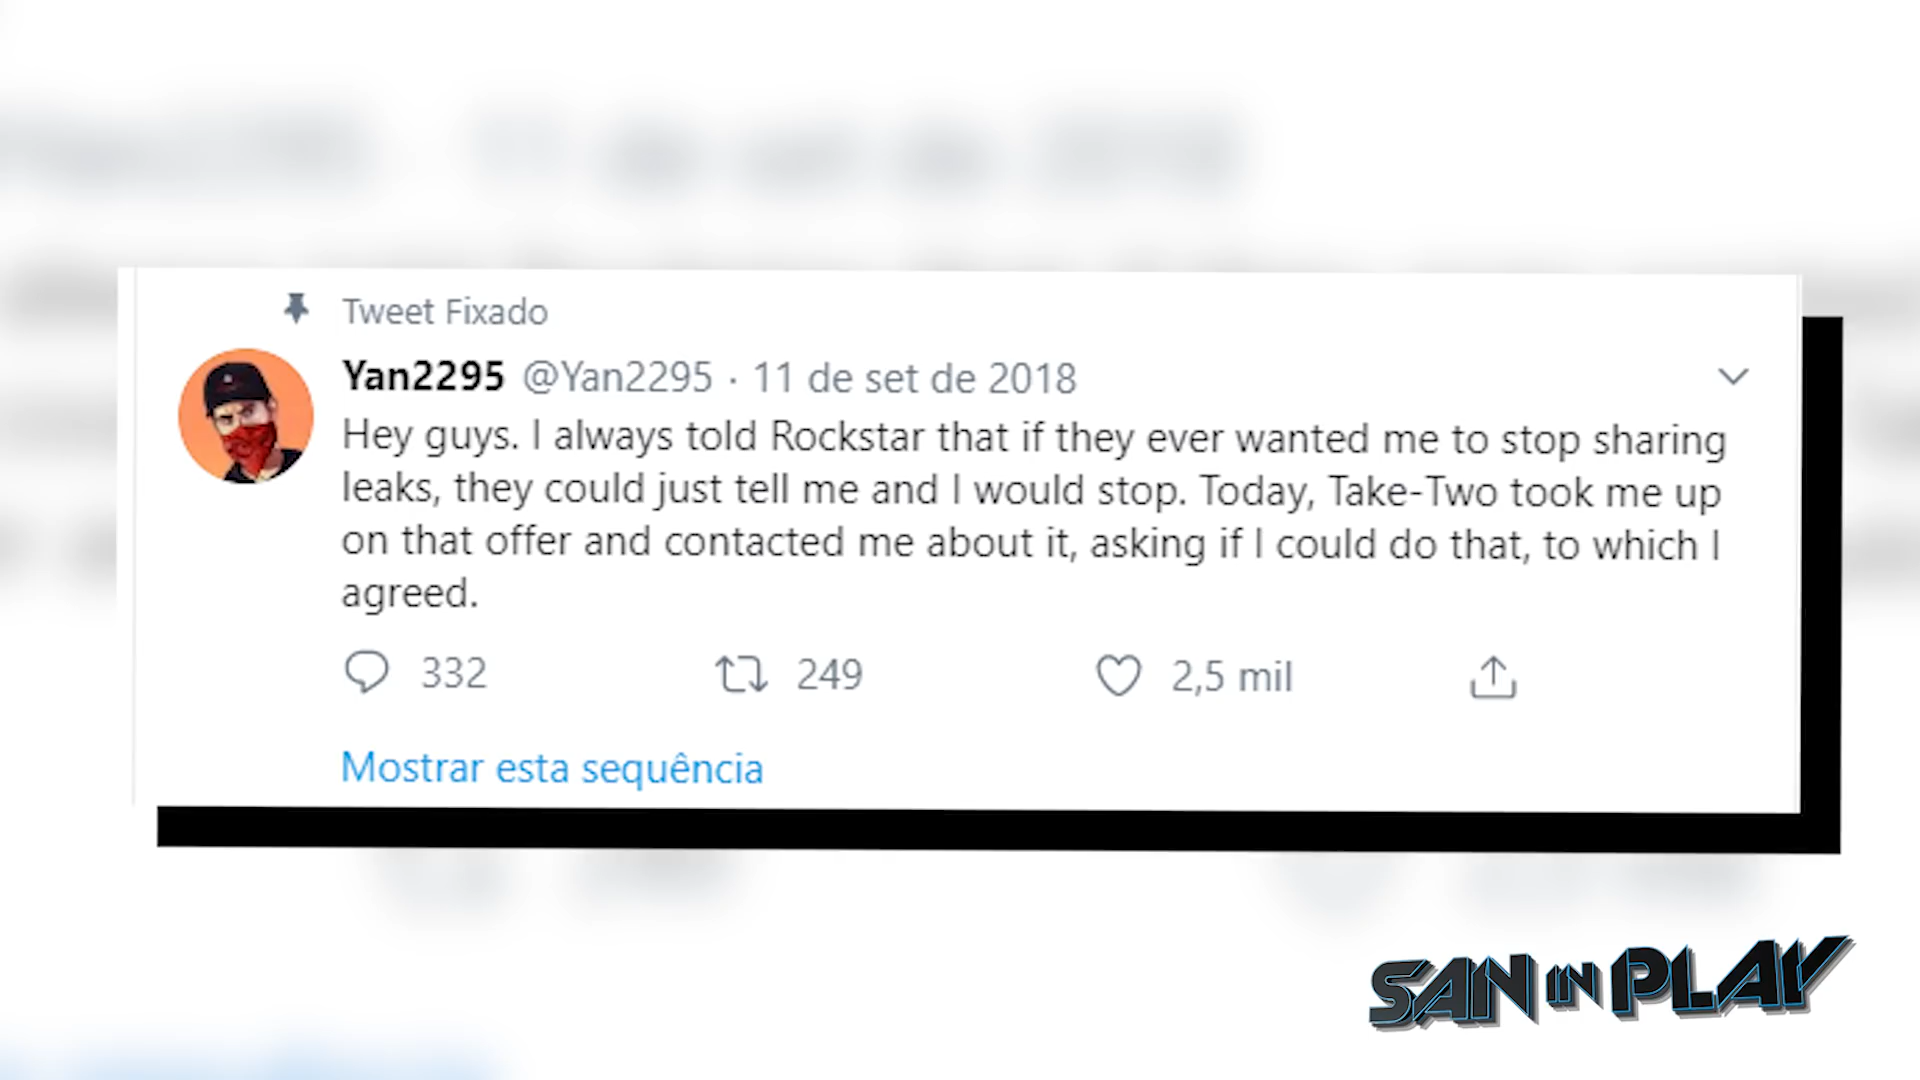 Tweet Fixado
Yan2295 @Yan2295 · 11 de set de 2018
Hey guys. I always told Rockstar that if they ever wanted me to stop sharing
leaks, they could just tell me and I would stop. Today, Take-Two took me up
on that offer and contacted me about it, asking if I could do that, to which I
agreed.
332 249 2,5 mil
Mostrar esta sequência
SAN IN PLAY